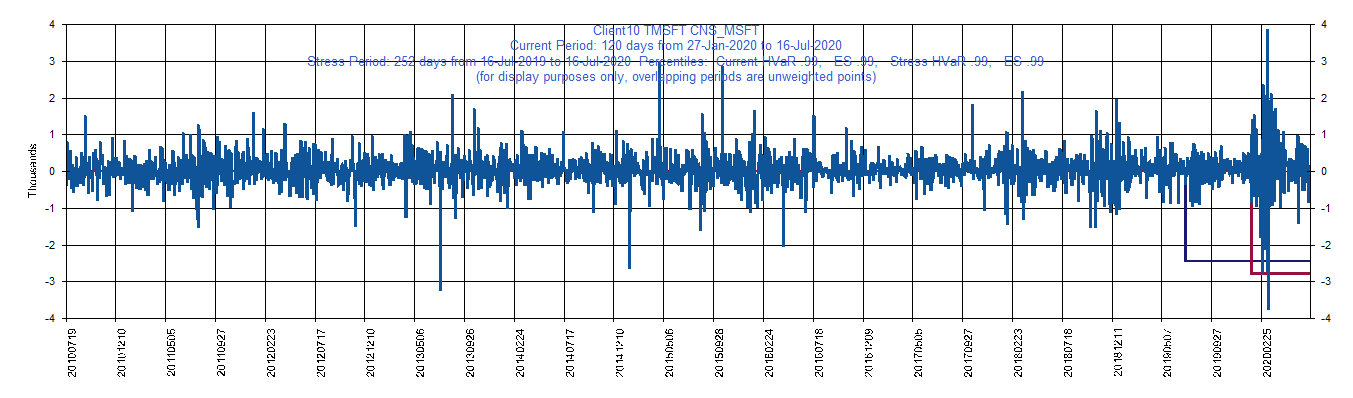 Client10 TMSFT CNS_MSFT
Current Period: 120 days from 27-Jan-2020 to 16-Jul-2020
Stress Period: 252 days from 16-Jul-2019 to 16-Jul-2020 Percentiles: Current HVaR .99, ES .99, Stress HVaR .99, ES .99
(for display purposes only, overlapping periods are unweighted points)
4 4
3 3
2 2
1 1
0 0
-1 -1
-2 -2
-3 -3
-4 -4
Thousands
20100719 20101210 20110505 20110927 20120223 20120717 20121210 20130506 20130926 20140224 20140717 20141210 20150506 20150928 20160224 20160718 20161209 20170505 20170927 20180223 20180718 20181211 20190507 20190927 20200225